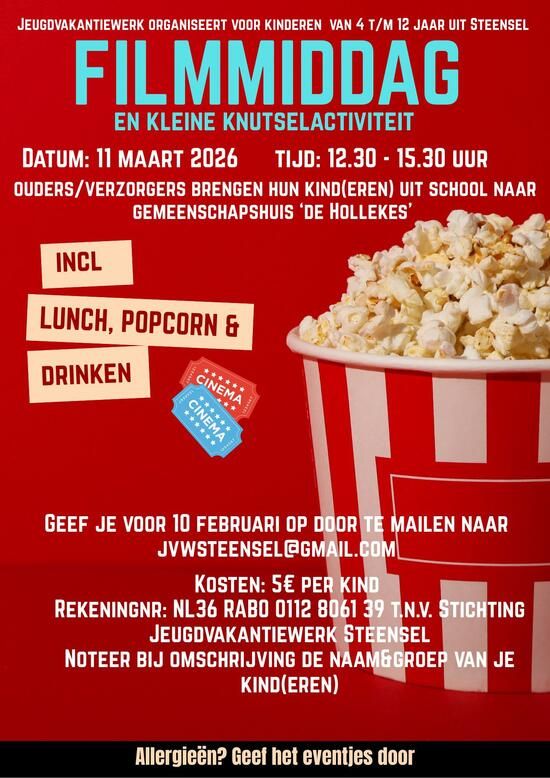 Jeugdvakantiewerk organiseert voor kinderen van 4 t/m 12 jaar uit Steensel
FILMMIDDAG
en kleine knutselactiviteit
Datum: 11 maart 2026 tijd: 12.30 - 15.30 uur
ouders/verzorgers brengen hun kind(eren) uit school naar
gemeenschapshuis ‘de Hollekes’
incl
Lunch, popcorn &
drinken
CINEMA
CINEMA
Geef je voor 10 februari op door te mailen naar
jvwsteensel@gmail.com
Kosten: 5€ per kind
Rekeningnr: NL36 RABO 0112 8061 39 t.n.v. Stichting
Jeugdvakantiewerk Steensel
Noteer bij omschrijving de naam&groep van je
kind(eren)
Allergieën? Geef het eventjes door